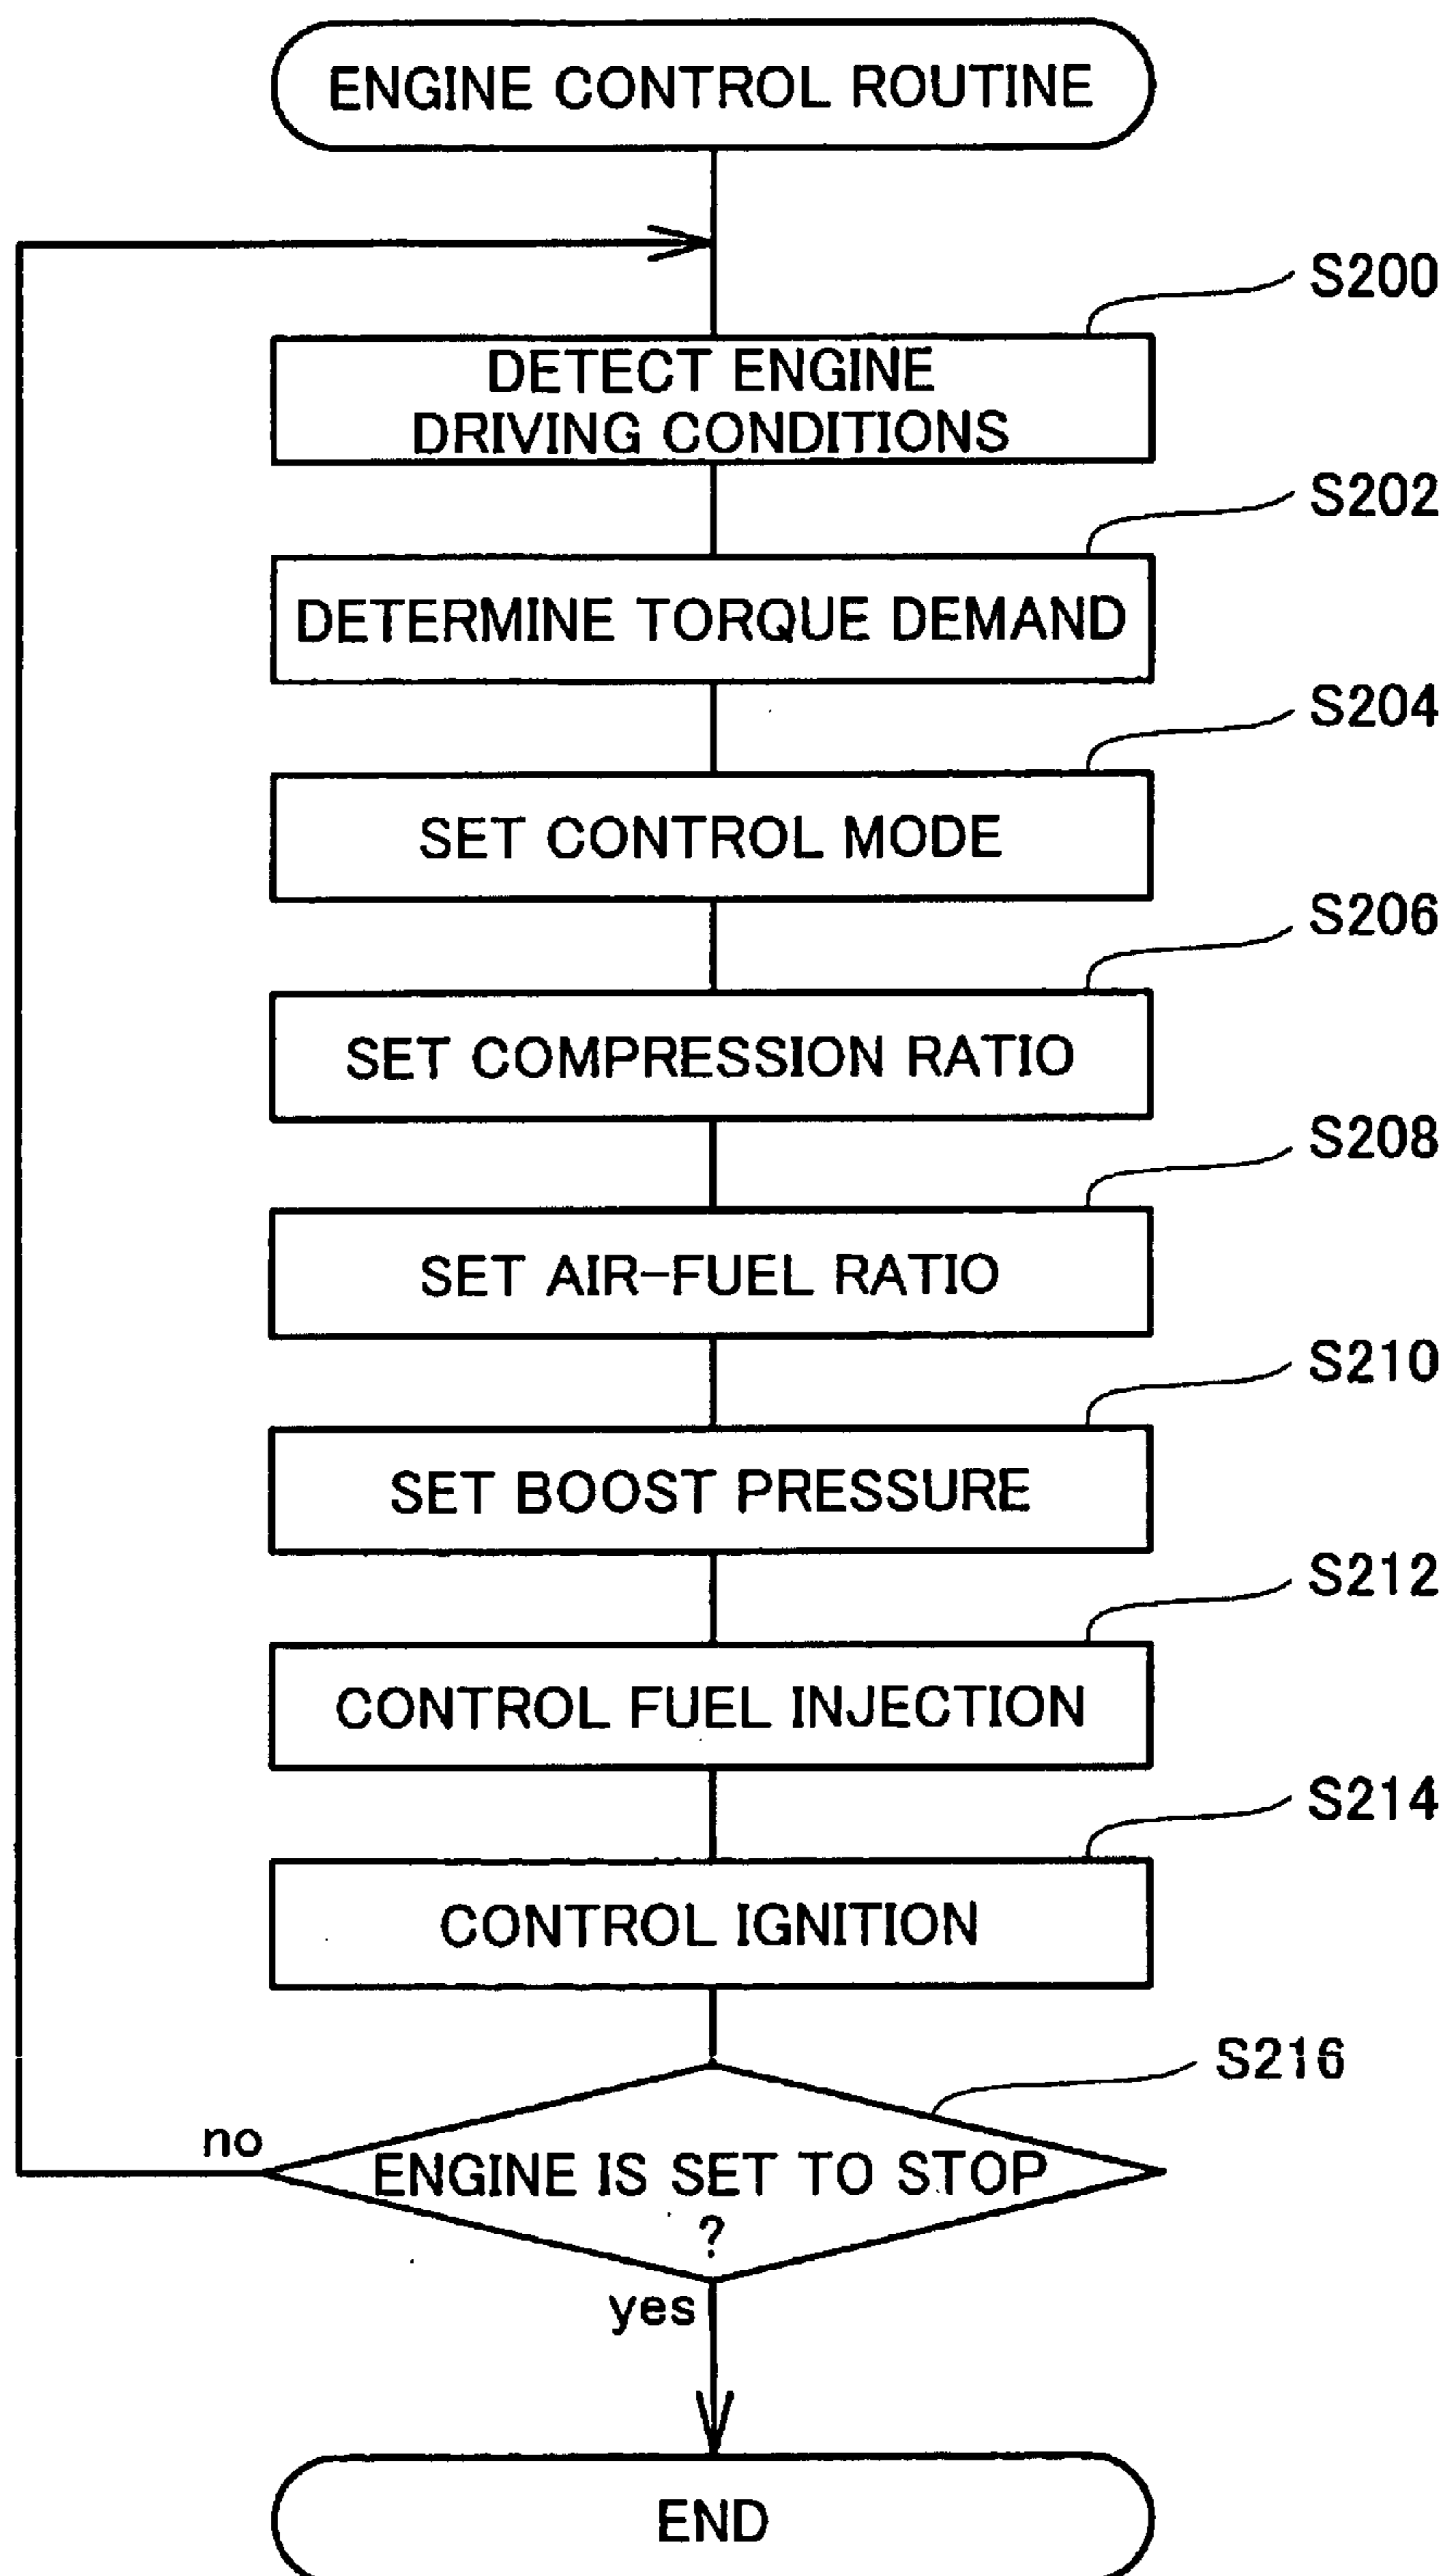 ENGINE CONTROL ROUTINE
S200
DETECT ENGINE
DRIVING CONDITIONS
S202
DETERMINE TORQUE DEMAND
S204
SET CONTROL MODE
S206
SET COMPRESSION RATIO
S208
SET AIR-FUEL RATIO
S210
SET BOOST PRESSURE
S212
CONTROL FUEL INJECTION
S214
CONTROL IGNITION
S216
no
ENGINE IS SET TO STOP
?
yes
END